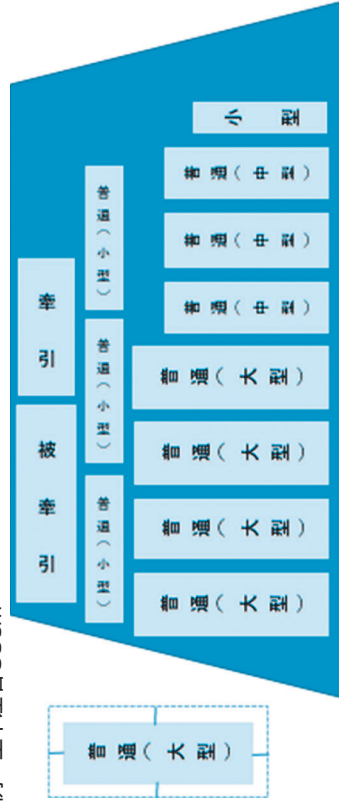 小 型
普 通( 中 型)
普 通( 小 型)
普 通( 中 型)
牽 引
普 通( 中 型)
普 通( 小 型)
普 通( 大 型)
被 牽 引
普 通( 大 型)
普 通( 小 型)
普 通( 大 型)
普 通( 大 型)
普 通( 大 型)